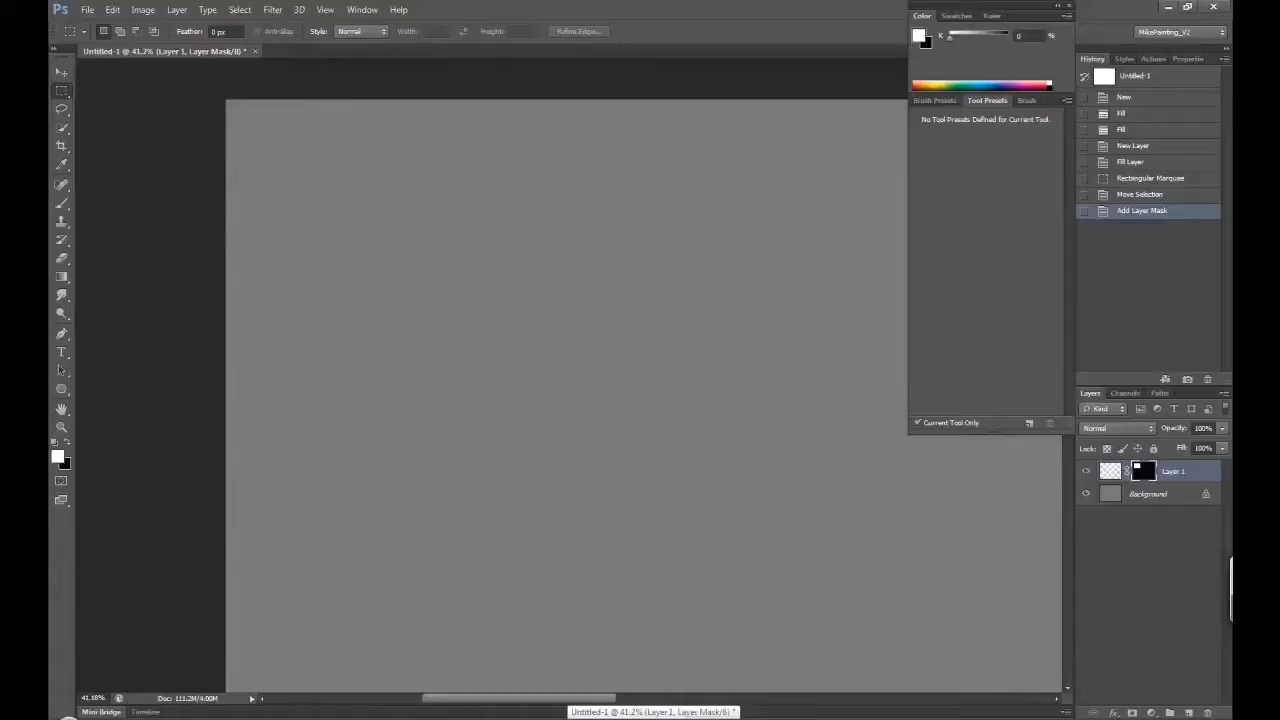 Ps File Edit Image Layer Type Select Filter 3D View Window Help
Feather: 0 px Anti-alias Style: Normal Width: Height: Refine Edge...
MikePainting_V2
Untitled-1 @ 41.2% (Layer 1, Layer Mask/8) * ×
Color Swatches Kuler
K 0 %
Brush Presets Tool Presets Brush
No Tool Presets Defined for Current Tool.
Current Tool Only
History Styles Actions Propertie
Untitled-1
New
Fill
Fill
New Layer
Fill Layer
Rectangular Marquee
Move Selection
Add Layer Mask
Layers Channels Paths
Kind
Normal Opacity: 100%
Lock: Fill: 100%
Layer 1
Background
41.18% Doc: 111.2M/4.00M
Mini Bridge Timeline
Untitled-1 @ 41.2% (Layer 1, Layer Mask/8) *